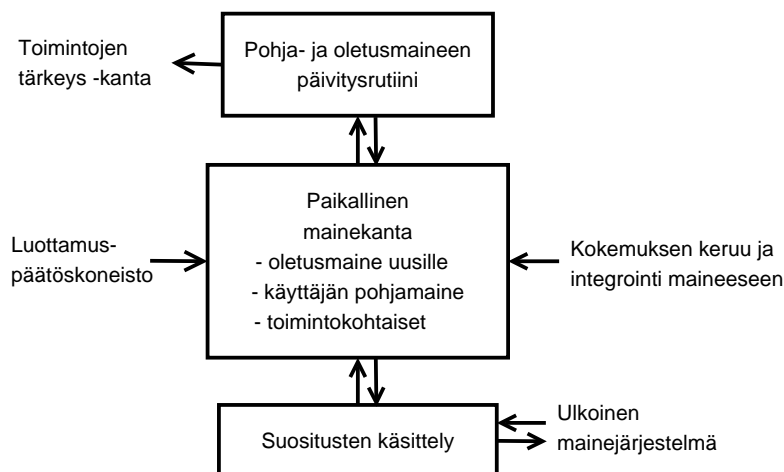 Toimintojen
tärkeys -kanta
Pohja- ja oletusmaineen
päivitysrutiini
Luottamus-
päätöskoneisto
Paikallinen
mainekanta
- oletusmaine uusille
- käyttäjän pohjamaine
- toimintokohtaiset
Kokemuksen keruu ja
integrointi maineeseen
Suositusten käsittely
Ulkoinen
mainejärjestelmä